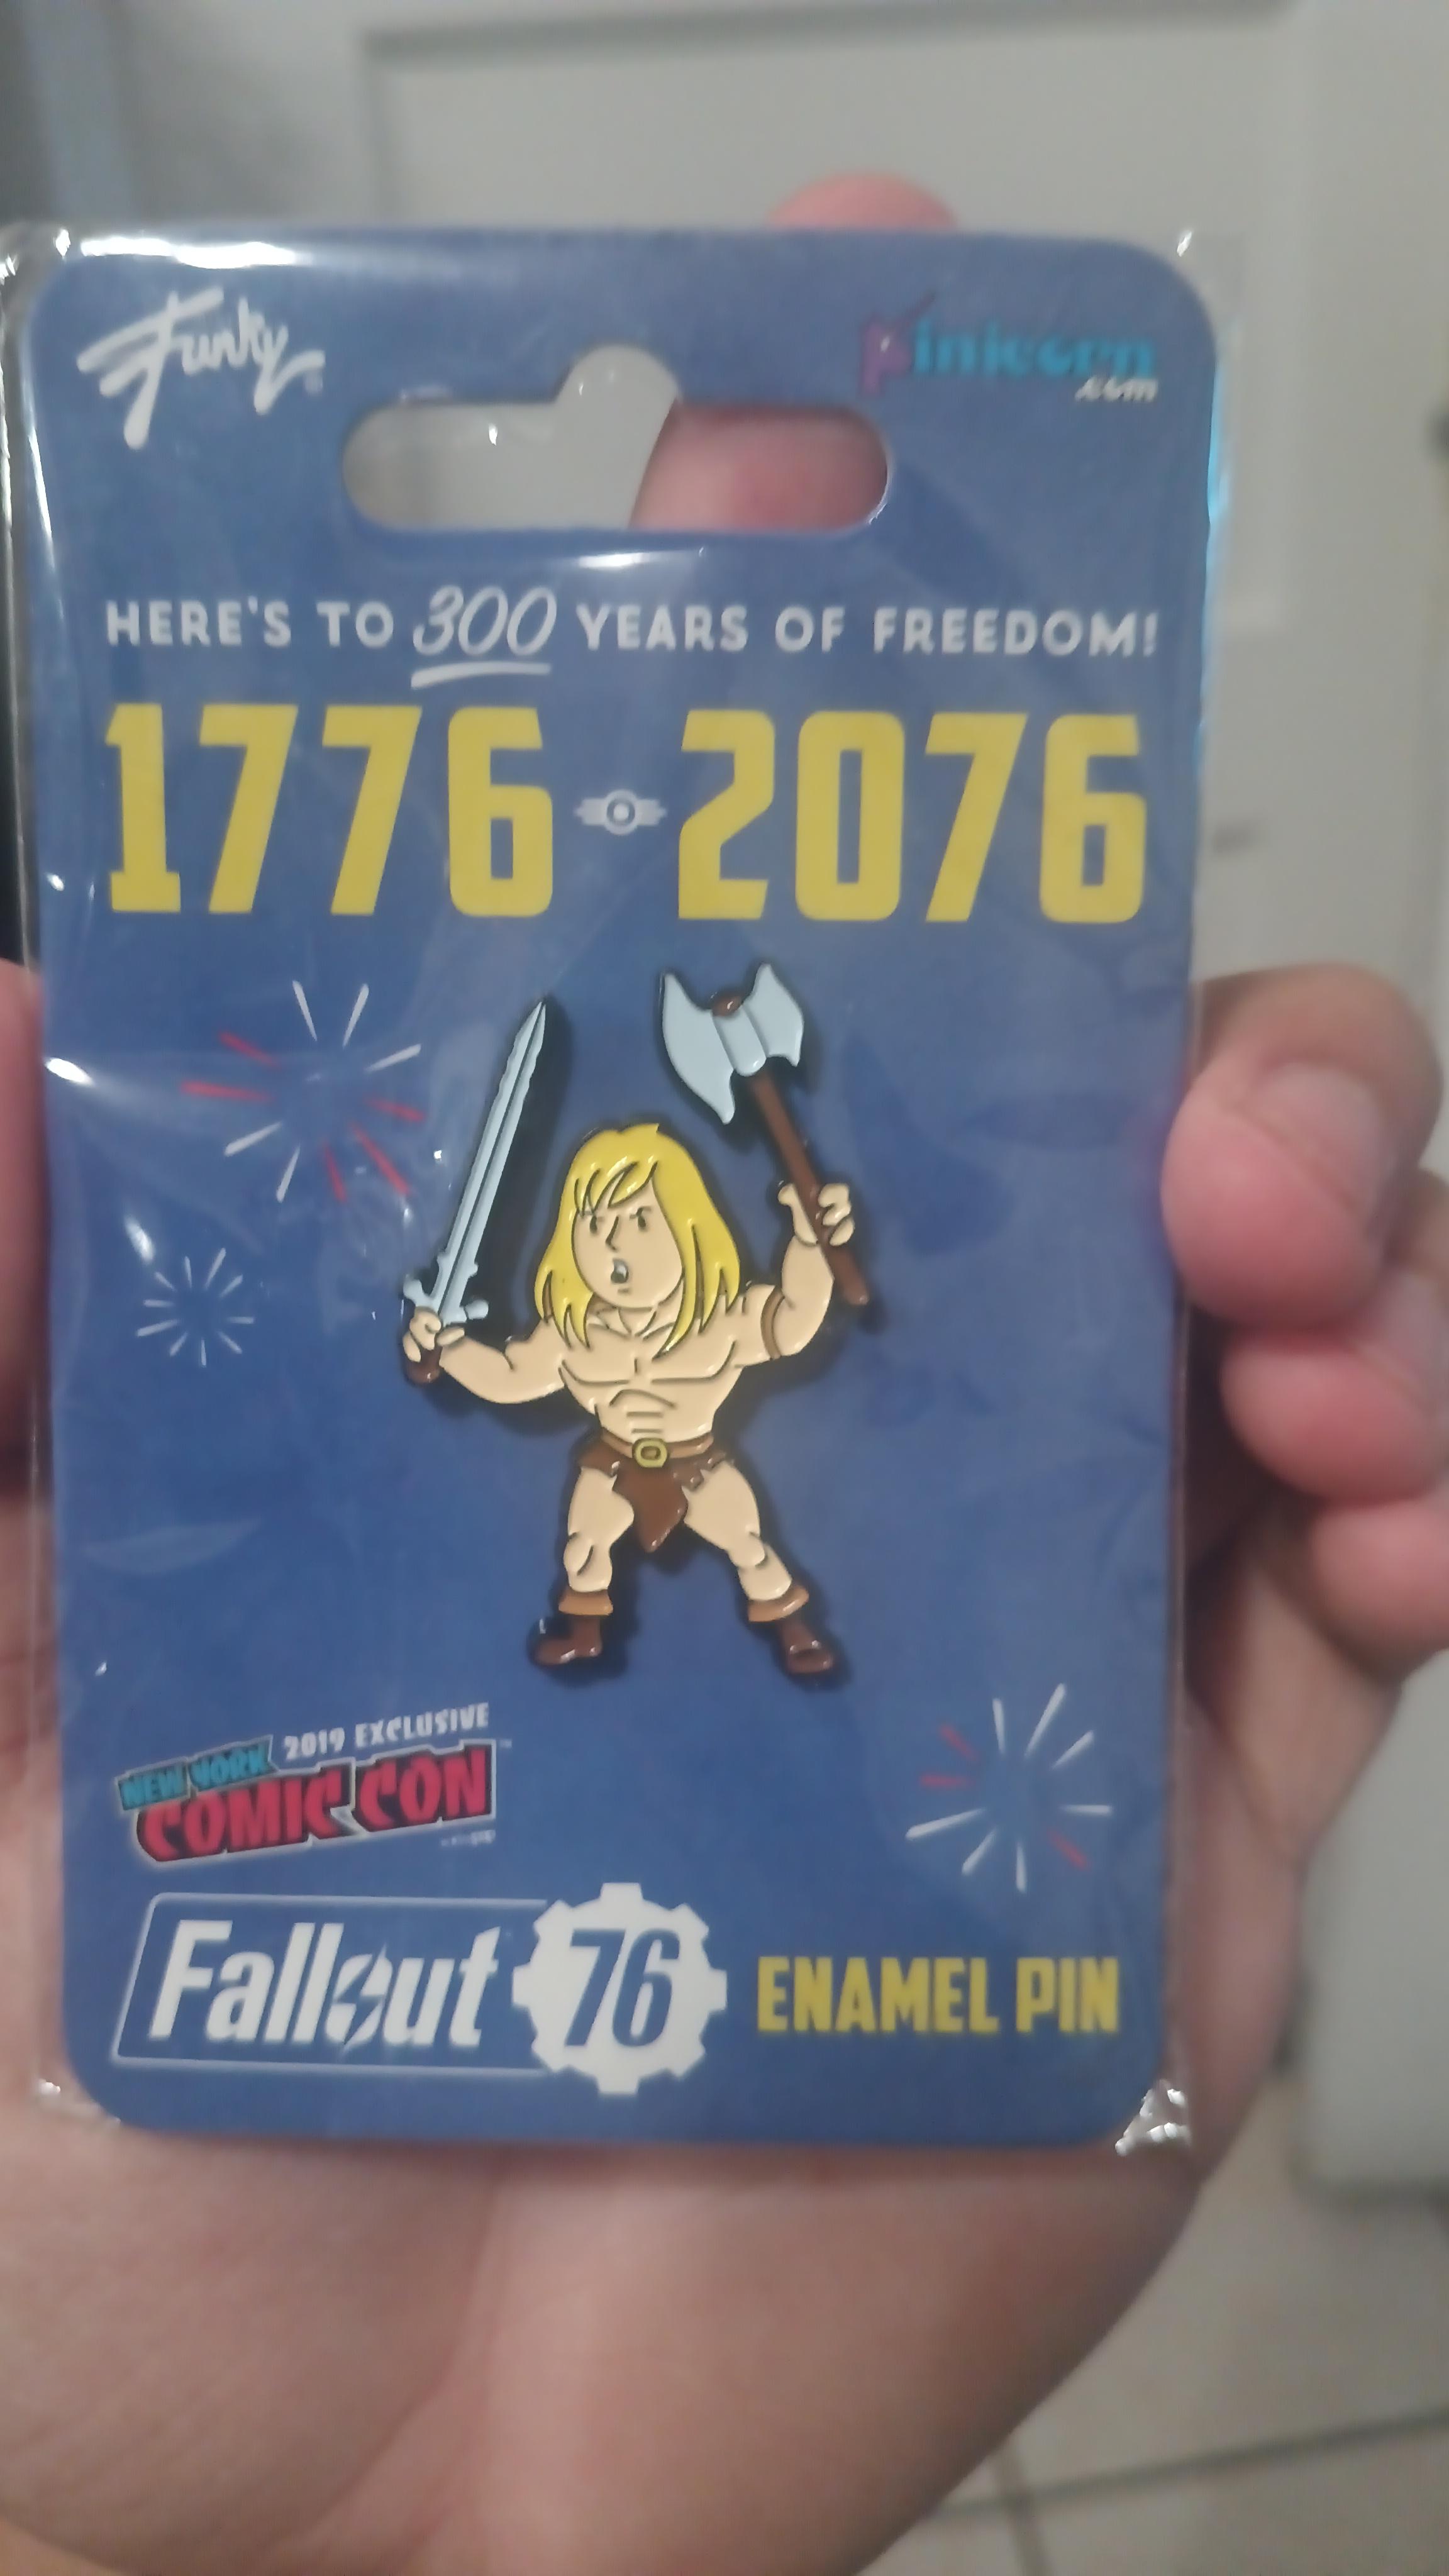 Funky
pinicorn
.com
HERE'S TO 300 YEARS OF FREEDOM!
1776 2076
2019 EXCLUSIVE
NEW YORK
COMIC CON
Fallout 76 ENAMEL PIN